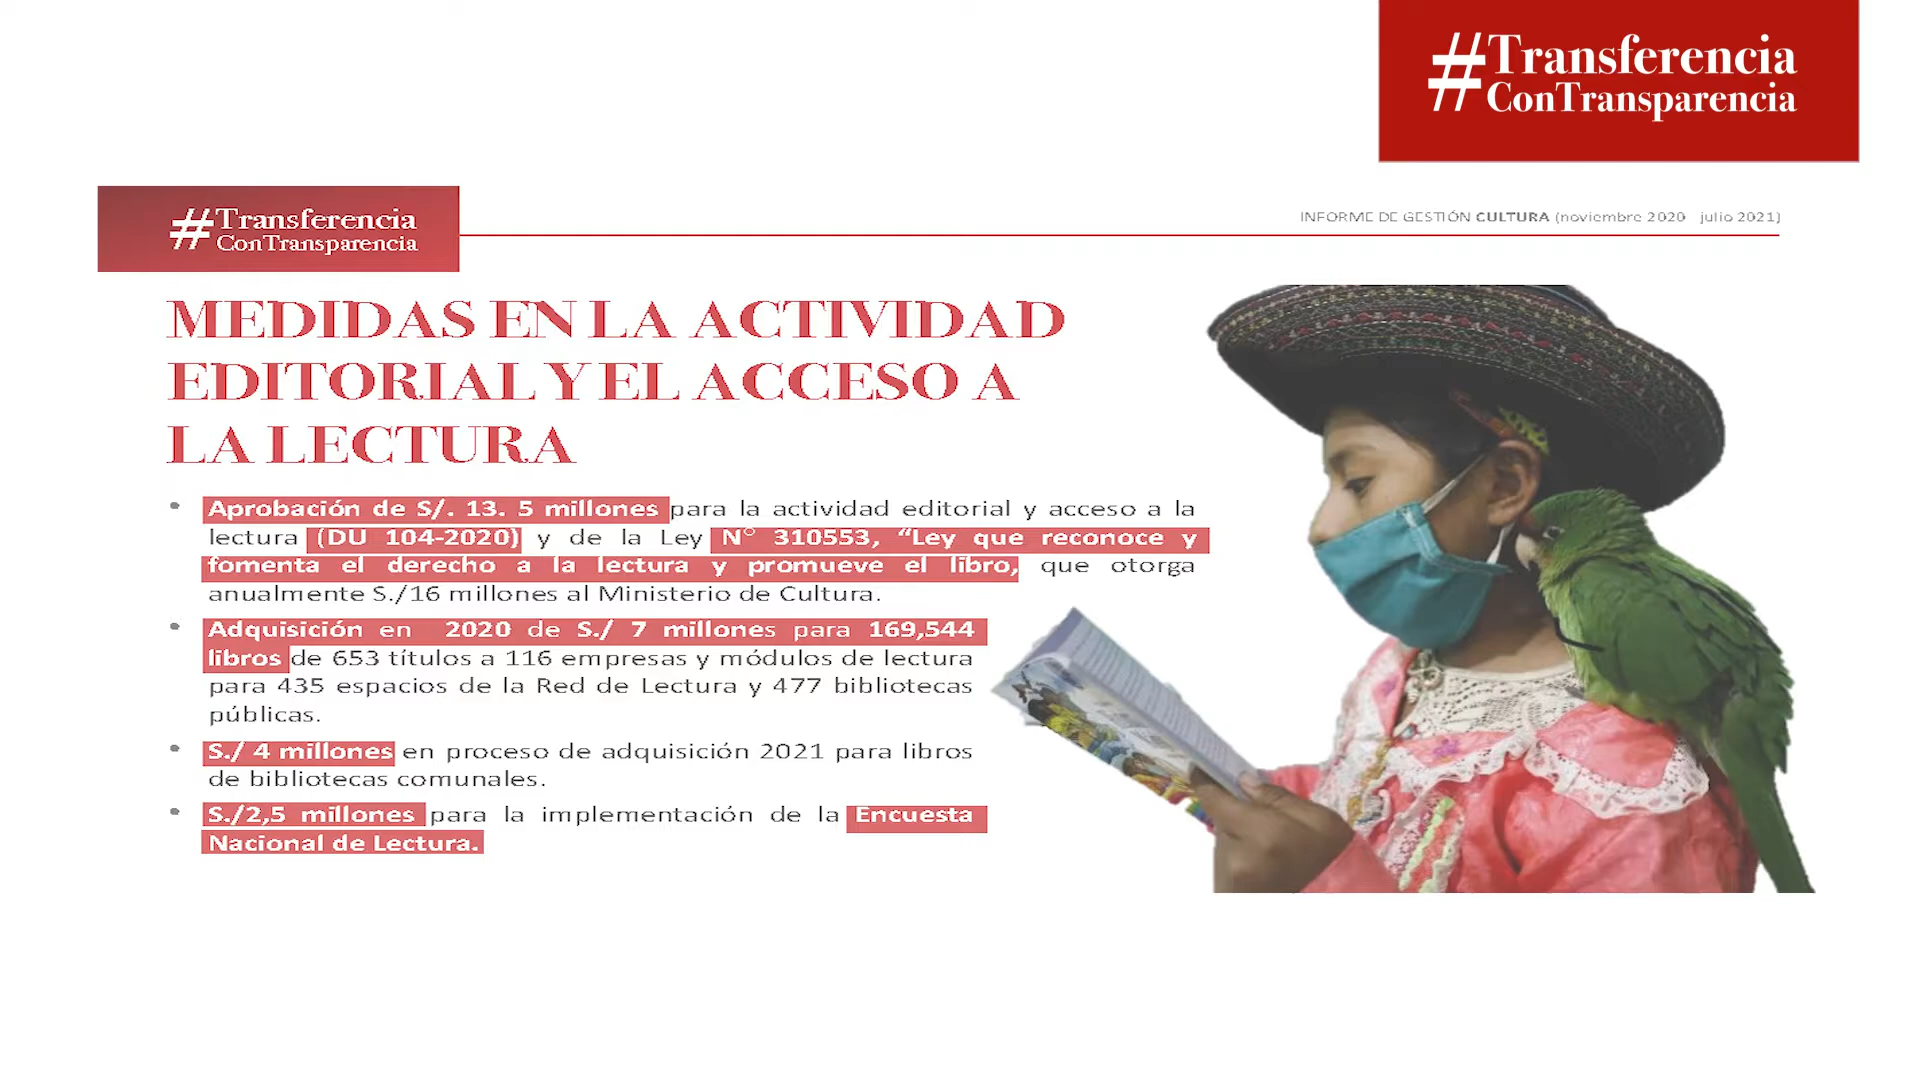 #Transferencia
ConTransparencia
#Transferencia
ConTransparencia
INFORME DE GESTIÓN CULTURA (noviembre 2020 julio 2021)
MEDIDAS EN LA ACTIVIDAD
EDITORIAL Y EL ACCESO A
LA LECTURA
• Aprobación de S/. 13. 5 millones para la actividad editorial y acceso a la
lectura (DU 104-2020) y de la Ley N° 310553, “Ley que reconoce y
fomenta el derecho a la lectura y promueve el libro, que otorga
anualmente S./16 millones al Ministerio de Cultura.
• Adquisición en 2020 de S./ 7 millones para 169,544
libros de 653 títulos a 116 empresas y módulos de lectura
para 435 espacios de la Red de Lectura y 477 bibliotecas
públicas.
• S./ 4 millones en proceso de adquisición 2021 para libros
de bibliotecas comunales.
• S./2,5 millones para la implementación de la Encuesta
Nacional de Lectura.